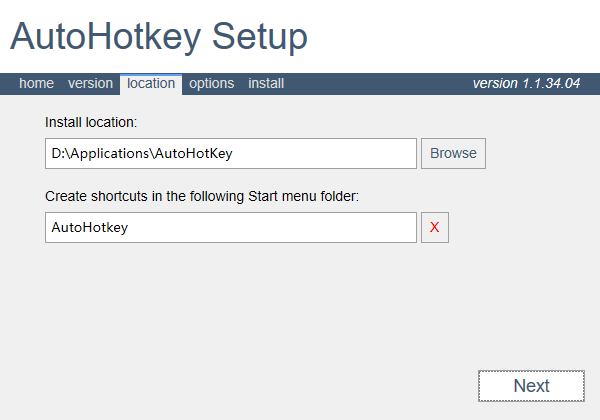 AutoHotkey Setup
home version location options install version 1.1.34.04
Install location:
D:\Applications\AutoHotKey Browse
Create shortcuts in the following Start menu folder:
AutoHotkey X
Next